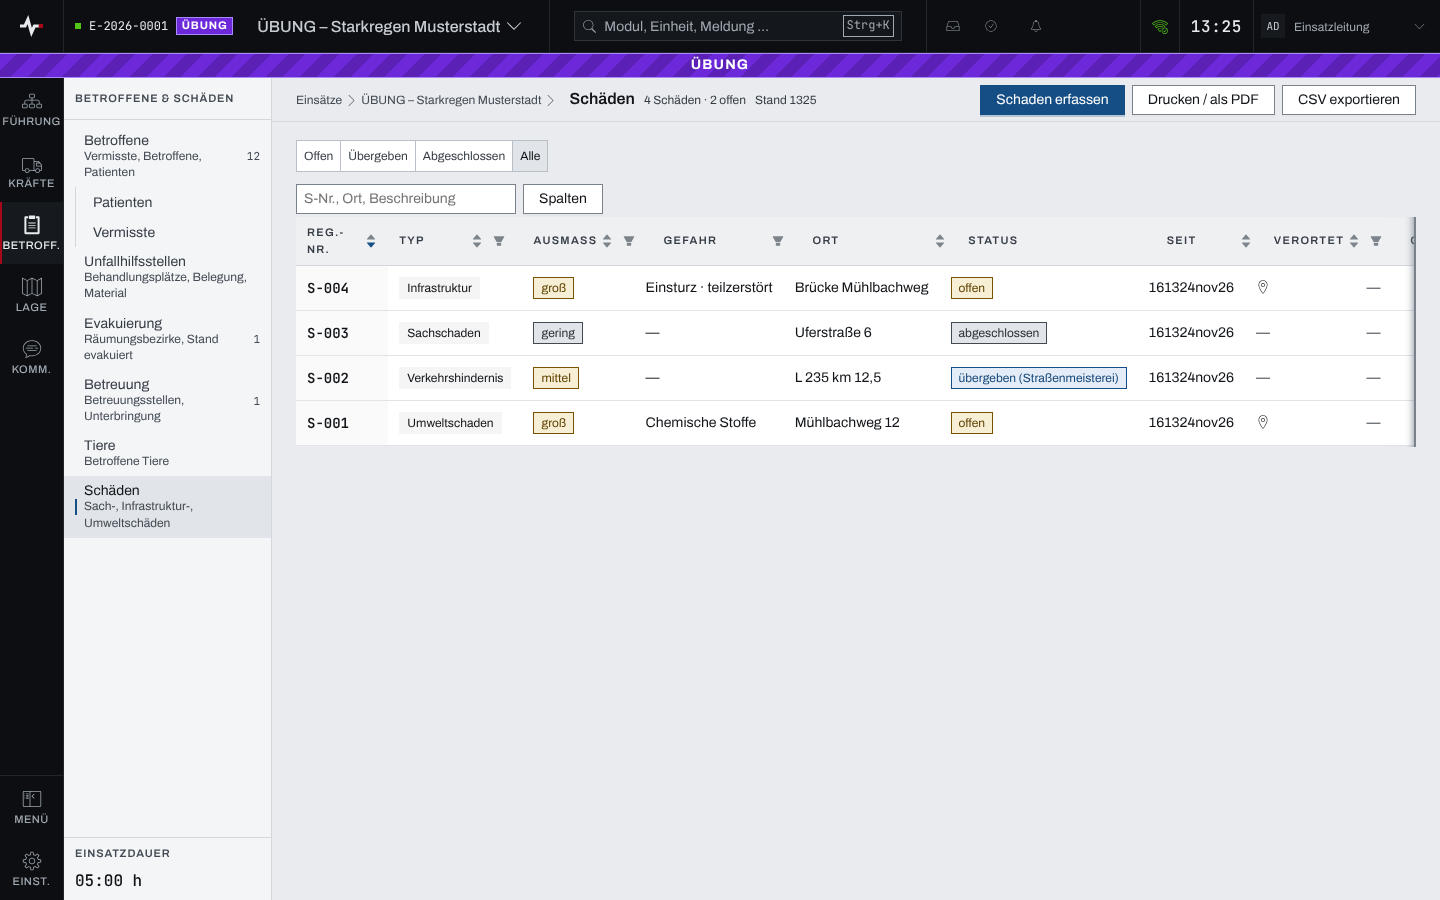 E-2026-0001 ÜBUNG ÜBUNG – Starkregen Musterstadt Modul, Einheit, Meldung ... Strg+K 13:25 AD Einsatzleitung
ÜBUNG
FÜHRUNG
KRÄFTE
BETROFF.
LAGE
KOMM.
MENÜ
EINST.
BETROFFENE & SCHÄDEN
Betroffene
Vermisste, Betroffene, 12
Patienten
Patienten
Vermisste
Unfallhilfsstellen
Behandlungsplätze, Belegung,
Material
Evakuierung
Räumungsbezirke, Stand 1
evakuiert
Betreuung
Betreuungsstellen, 1
Unterbringung
Tiere
Betroffene Tiere
Schäden
Sach-, Infrastruktur-,
Umweltschäden
EINSATZDAUER
05:00 h
Einsätze ÜBUNG – Starkregen Musterstadt Schäden 4 Schäden · 2 offen Stand 1325 Schaden erfassen Drucken / als PDF CSV exportieren
Offen Übergeben Abgeschlossen Alle
S-Nr., Ort, Beschreibung Spalten
REG.-
NR. TYP AUSMASS GEFAHR ORT STATUS SEIT VERORTET
S-004 Infrastruktur groß Einsturz · teilzerstört Brücke Mühlbachweg offen 161324nov26 —
S-003 Sachschaden gering — Uferstraße 6 abgeschlossen 161324nov26 — —
S-002 Verkehrshindernis mittel — L 235 km 12,5 übergeben (Straßenmeisterei) 161324nov26 — —
S-001 Umweltschaden groß Chemische Stoffe Mühlbachweg 12 offen 161324nov26 —